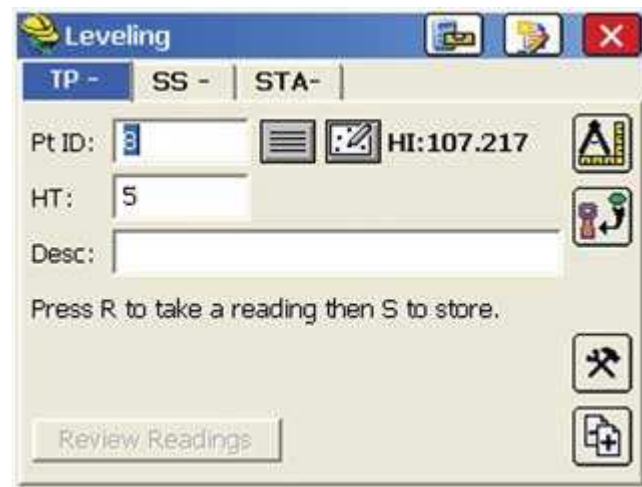 Leveling
TP - SS - STA-
Pt ID: 8 HI:107.217
HT: 5
Desc:
Press R to take a reading then S to store.
Review Readings